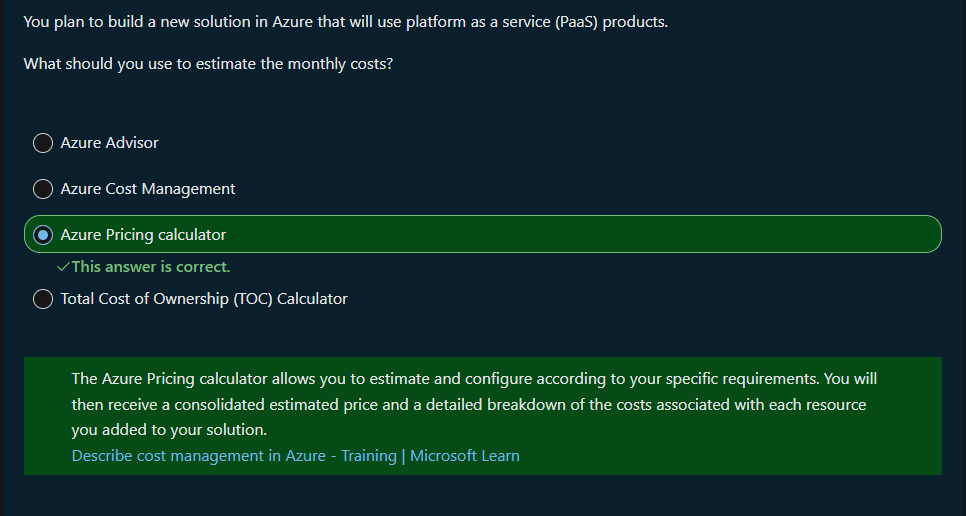 You plan to build a new solution in Azure that will use platform as a service (PaaS) products.
What should you use to estimate the monthly costs?
Azure Advisor
Azure Cost Management
Azure Pricing calculator
✓This answer is correct.
Total Cost of Ownership (TOC) Calculator
The Azure Pricing calculator allows you to estimate and configure according to your specific requirements. You will
then receive a consolidated estimated price and a detailed breakdown of the costs associated with each resource
you added to your solution.
Describe cost management in Azure - Training | Microsoft Learn